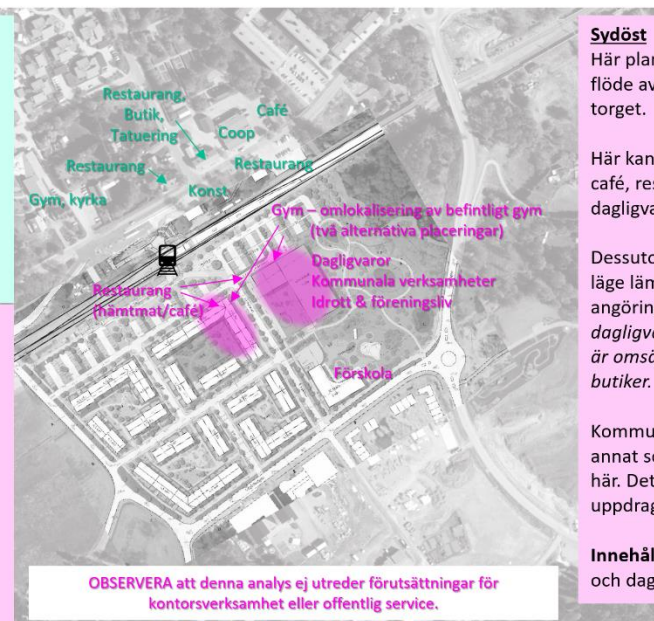 Restaurang,
Butik,
Tatuering
Café
Coop
Restaurang
Restaurang
Konst
Gym, kyrka
Gym – omlokalisering av befintligt gym
(två alternativa placeringar)
Dagligvaror
Kommunala verksamheter
Idrott & föreningsliv
Restaurang
(hämtmat/café)
Förskola
OBSERVERA att denna analys ej utreder förutsättningar för
kontorsverksamhet eller offentlig service.
Sydöst
Här plan
flöde av
torget.
Här kan
café, res
dagligva
Dessuto
läge läm
angörin
dagligva
är omsä
butiker.
Kommu
annat so
här. Det
uppdrag
Innehål
och dag